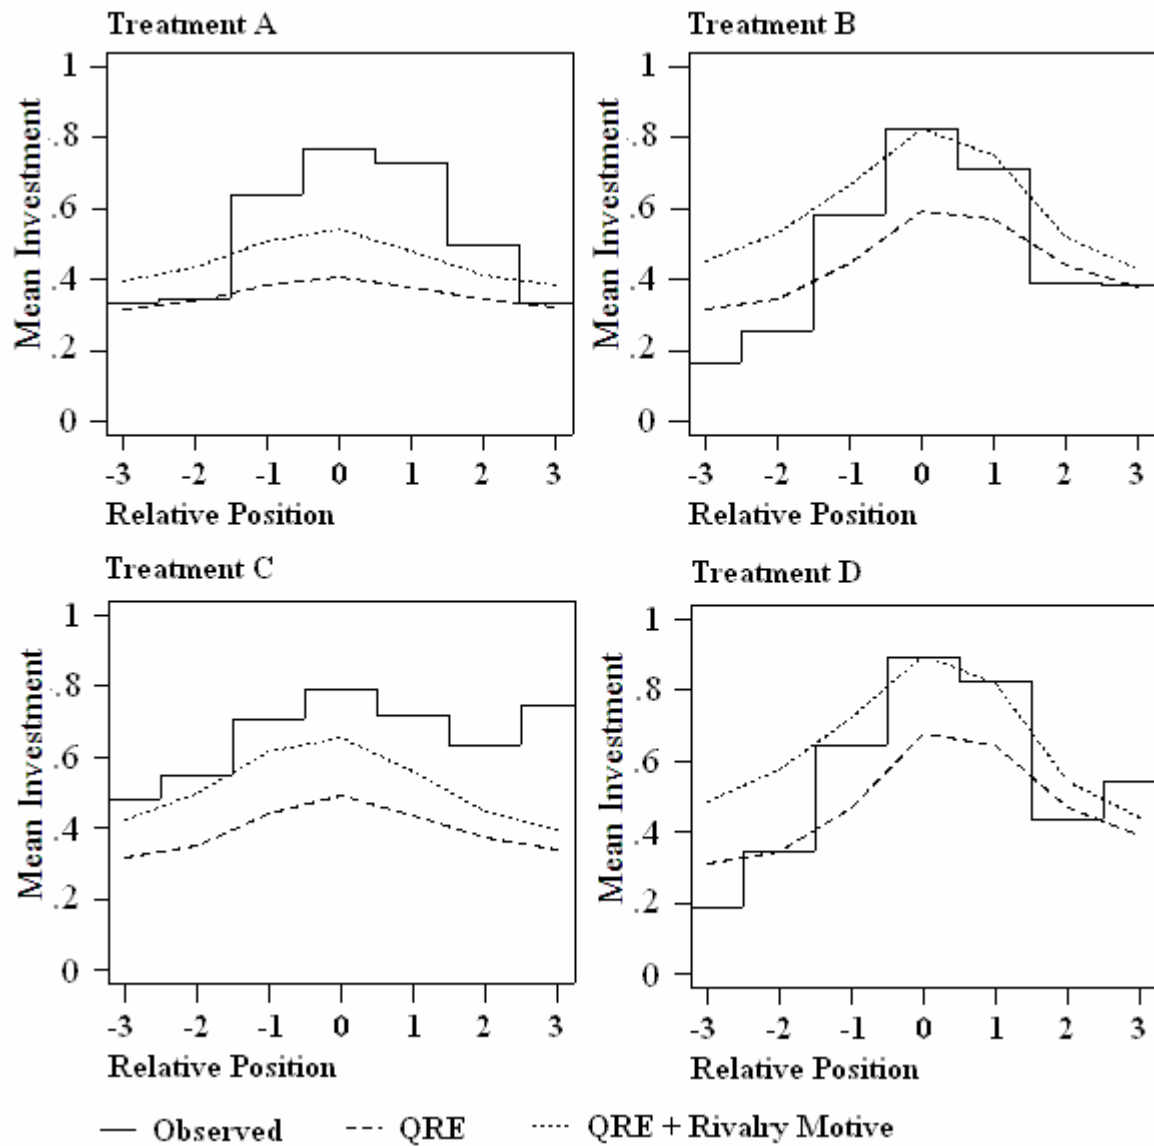 Treatment A
Mean Investment
1
.8
.6
.4
.2
0
-3 -2 -1 0 1 2 3
Relative Position
Treatment B
Mean Investment
1
.8
.6
.4
.2
0
-3 -2 -1 0 1 2 3
Relative Position
Treatment C
Mean Investment
1
.8
.6
.4
.2
0
-3 -2 -1 0 1 2 3
Relative Position
Treatment D
Mean Investment
1
.8
.6
.4
.2
0
-3 -2 -1 0 1 2 3
Relative Position
Observed QRE QRE + Rivalry Motive